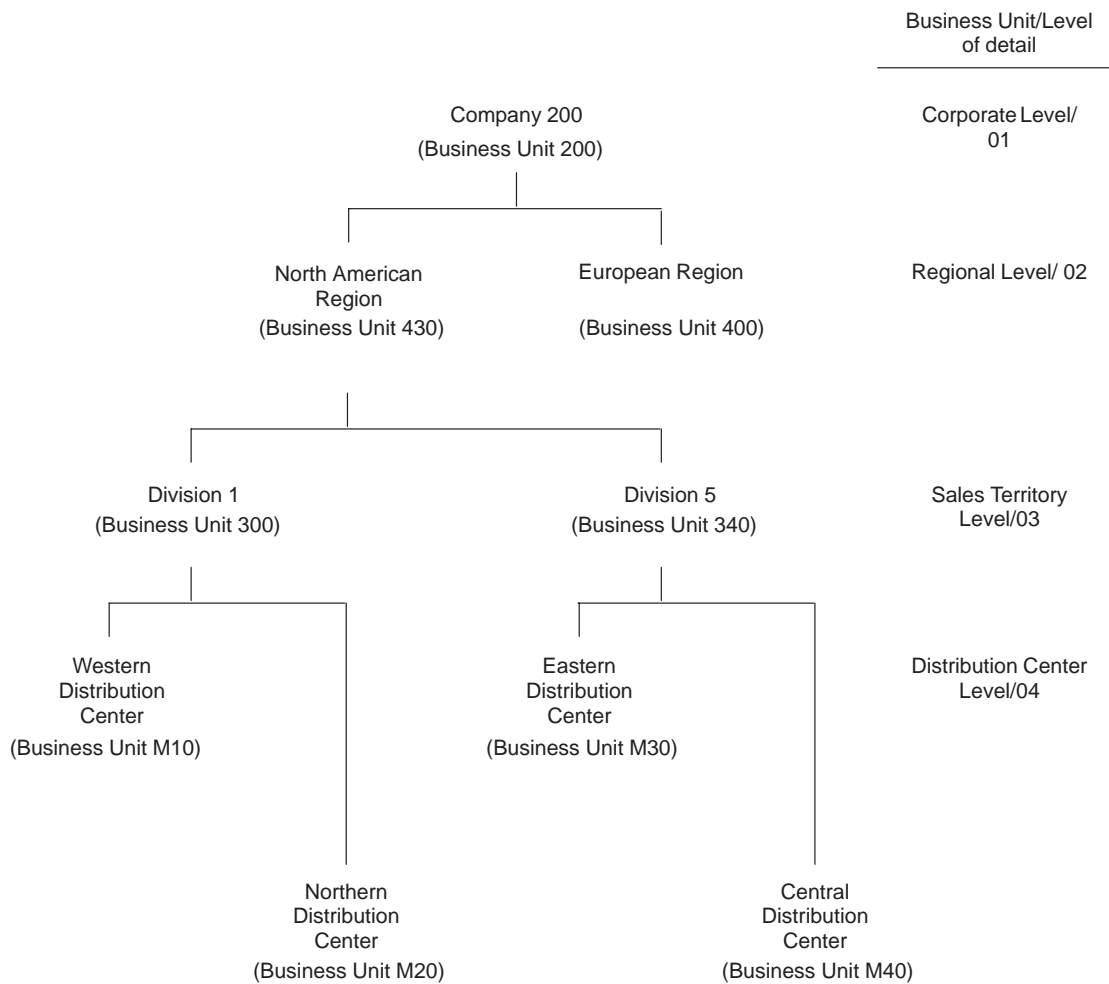 Business Unit/Level
of detail
Company 200
(Business Unit 200)
Corporate Level/
01
North American
Region
(Business Unit 430)
European Region
(Business Unit 400)
Regional Level/ 02
Division 1
(Business Unit 300)
Division 5
(Business Unit 340)
Sales Territory
Level/03
Western
Distribution
Center
(Business Unit M10)
Eastern
Distribution
Center
(Business Unit M30)
Distribution Center
Level/04
Northern
Distribution
Center
(Business Unit M20)
Central
Distribution
Center
(Business Unit M40)